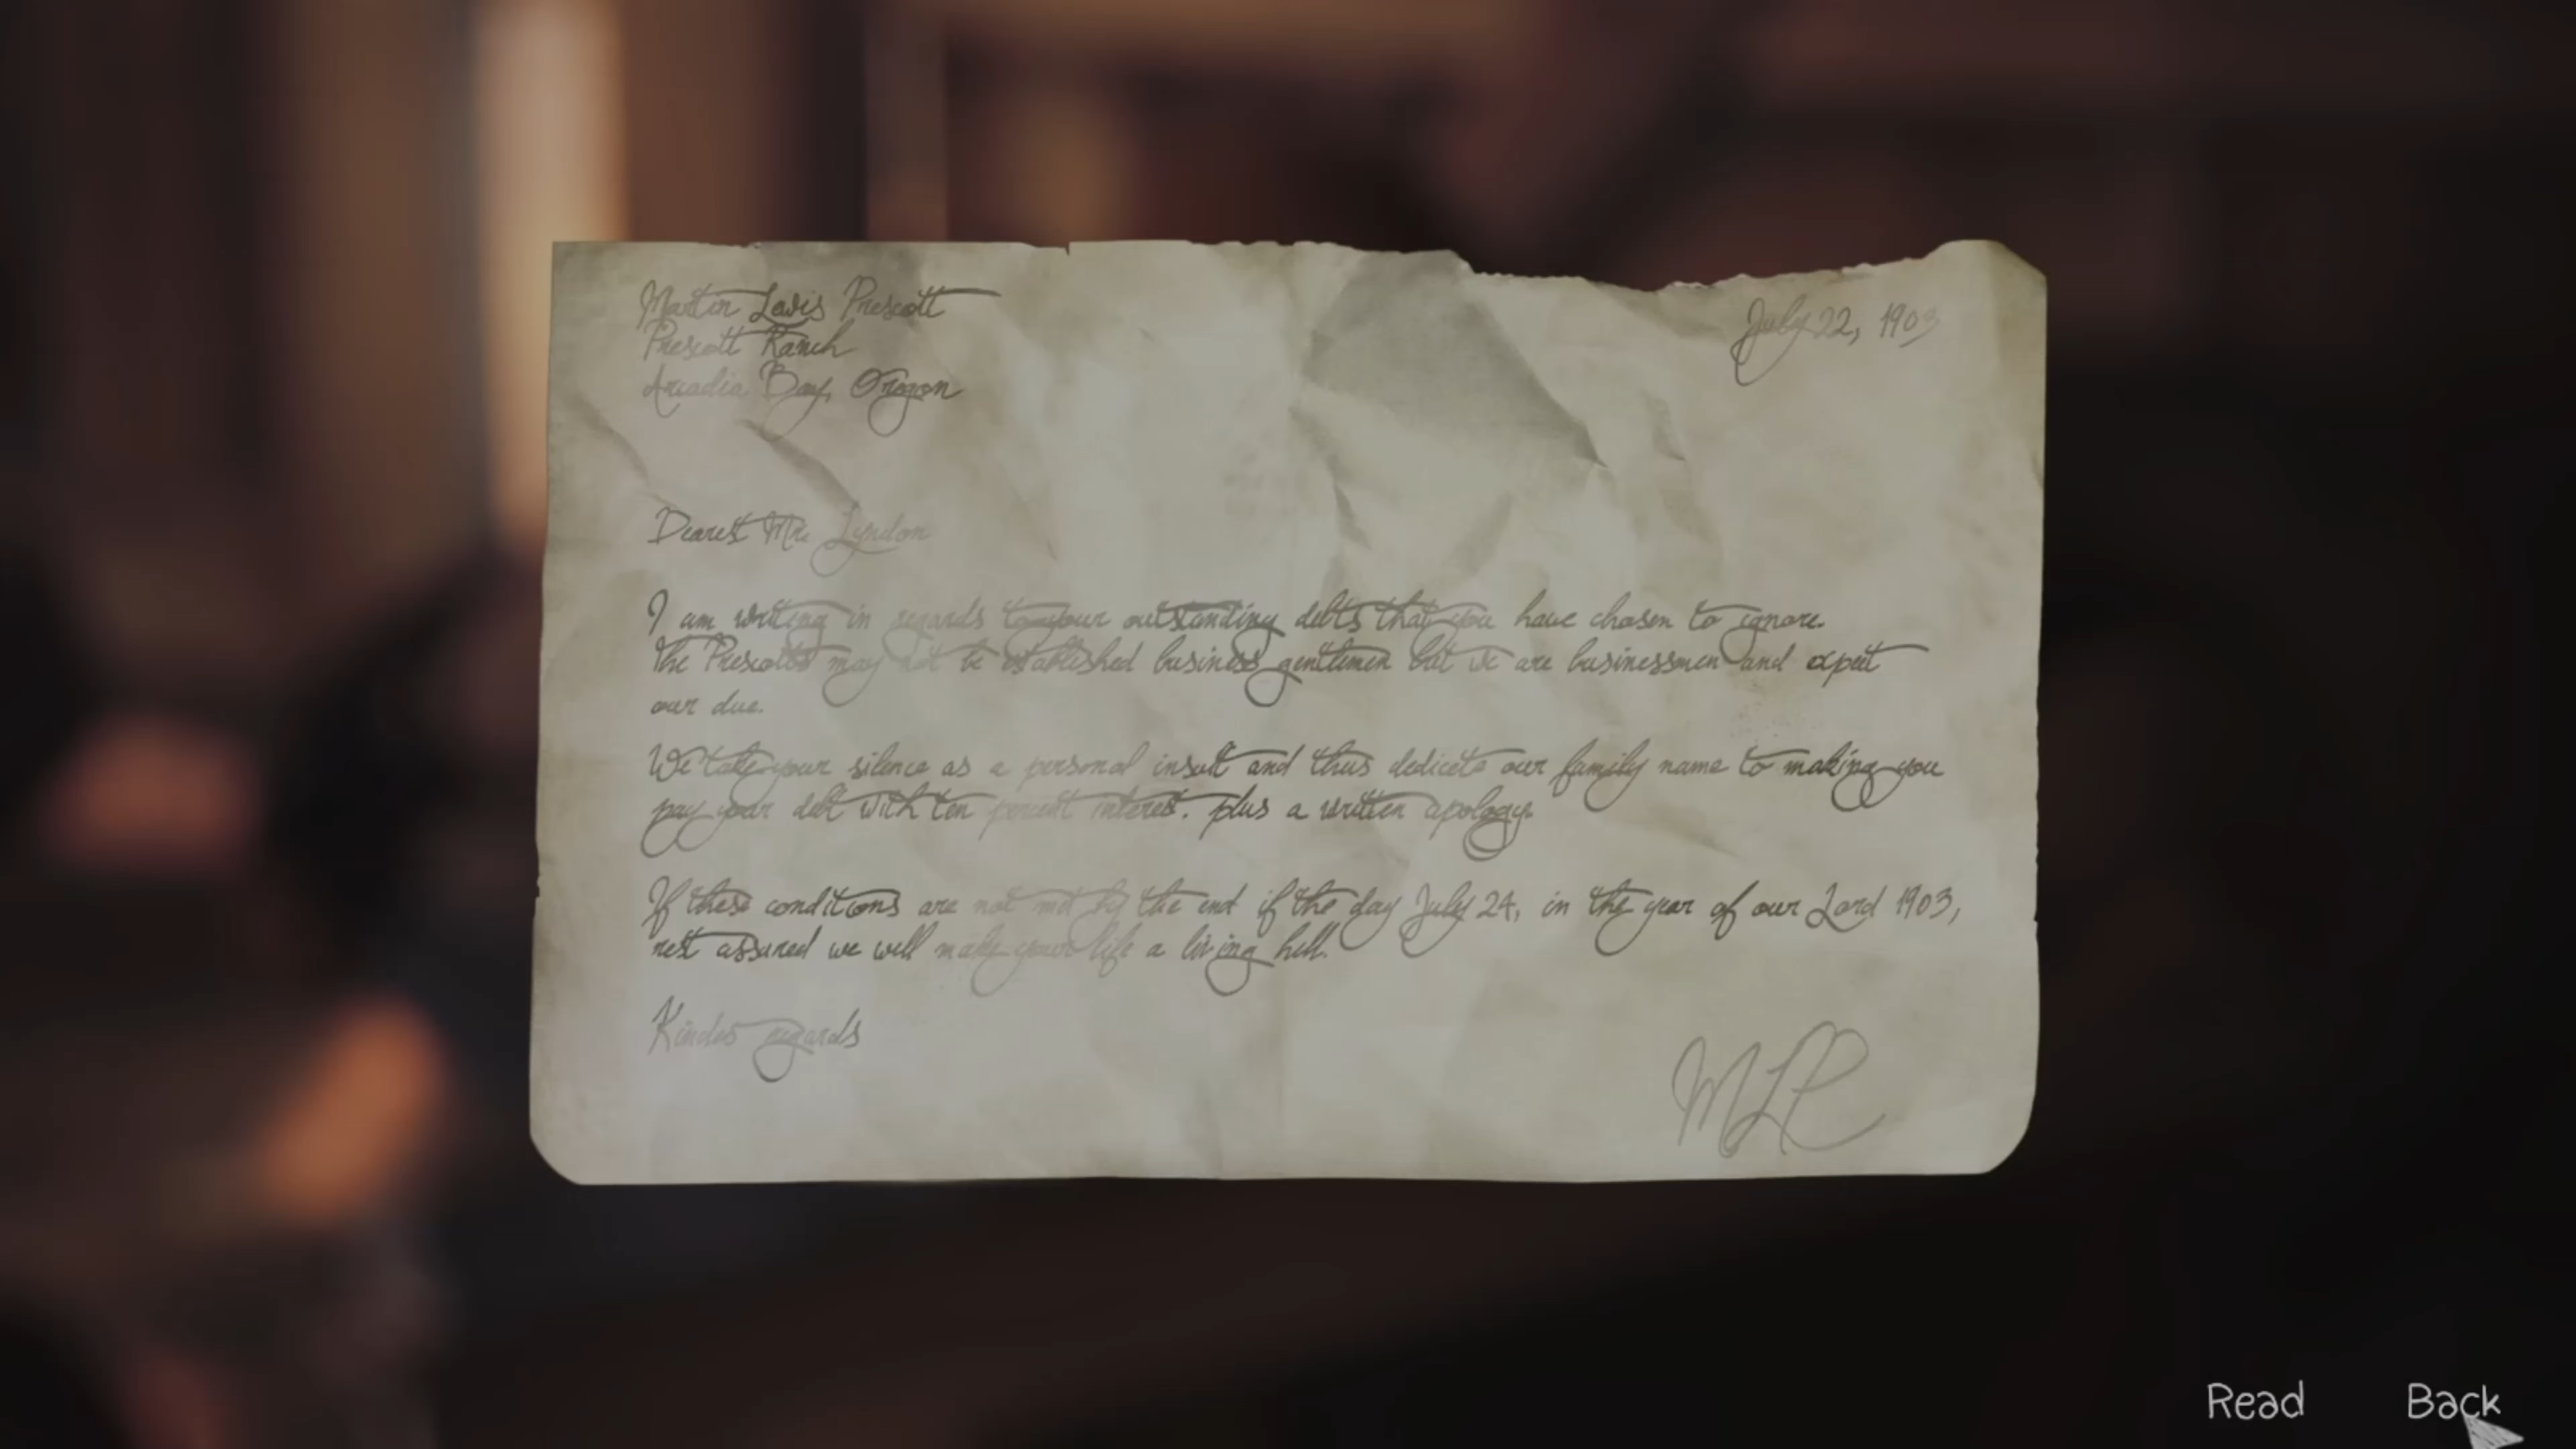 Martin Lewis Prescott
July 22, 1903
Prescott Ranch
Arcadia Bay, Oregon
Dearest Mr. Lyndon
I am writing in regards to your outstanding debts that you have chosen to ignore.
The Prescotts may not be established business gentlemen but we are businessmen and expect
our due.
We take your silence as a personal insult and thus dedicate our family name to making you
pay your debt with ten percent interest. plus a written apology.
If these conditions are not met by the end if the day July 24, in the year of our Lord 1903,
rest assured we will make your life a living hell.
Kindes regards
MLP
Read Back